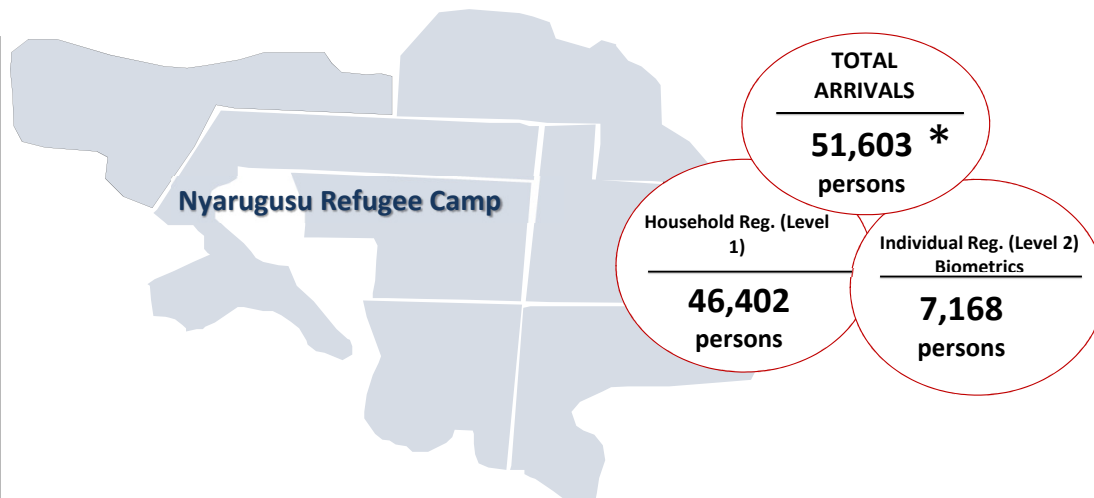 TOTAL
ARRIVALS
51,603 *
persons
Nyarugusu Refugee Camp
Household Reg. (Level
1)
46,402
persons
Individual Reg. (Level 2)
Biometrics
7,168
persons